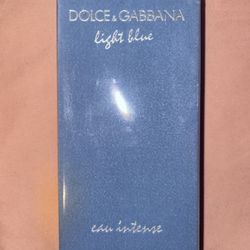 DOLCE & GABBANA
light blue
eau intense